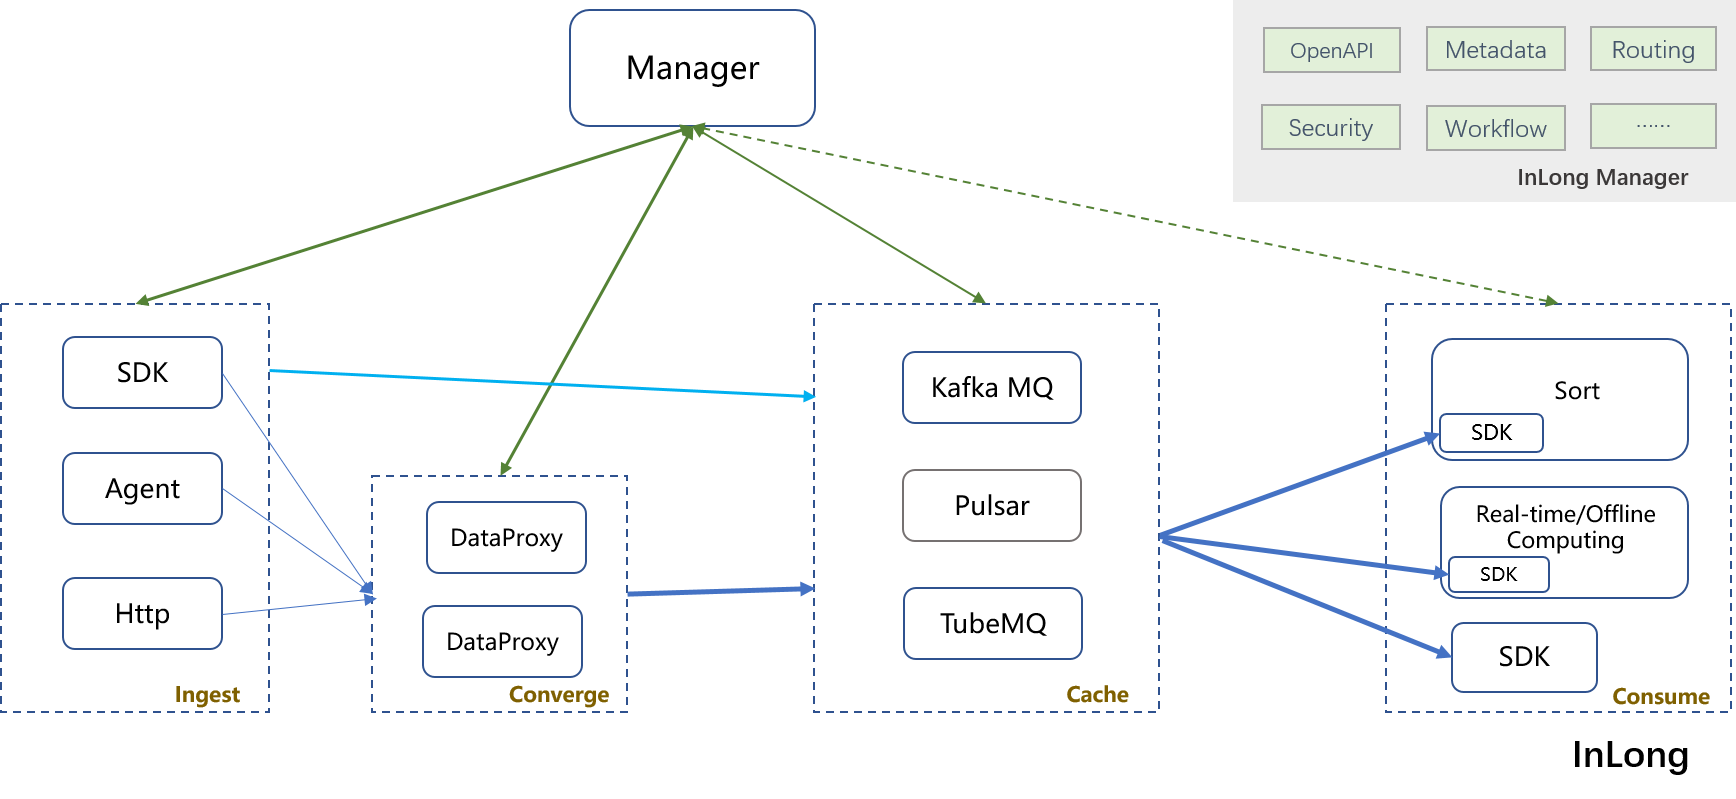 Manager
OpenAPI
Metadata
Routing
Security
Workflow
······
InLong Manager
SDK
Agent
Http
Ingest
DataProxy
DataProxy
Converge
Kafka MQ
Pulsar
TubeMQ
Cache
Sort
SDK
Real-time/Offline
Computing
SDK
SDK
Consume
InLong